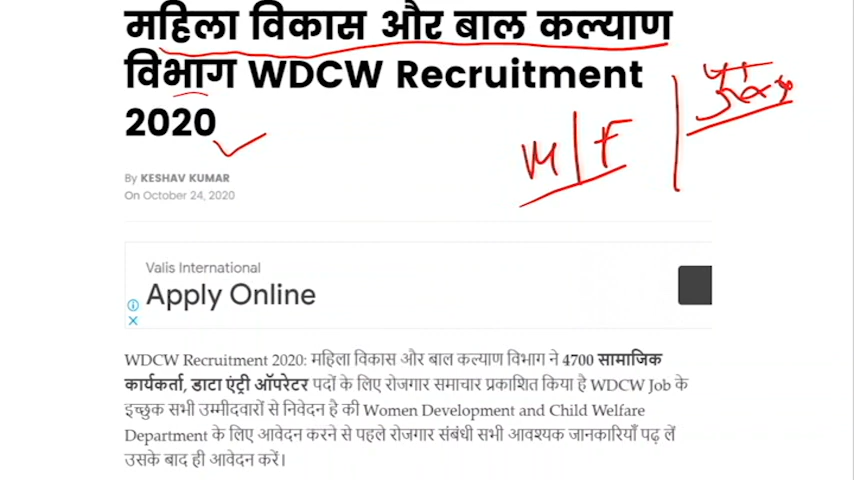 महिला विकास और बाल कल्याण
विभाग WDCW Recruitment
2020
M | F
By KESHAV KUMAR
On October 24, 2020
Valis International
Apply Online
WDCW Recruitment 2020: महिला विकास और बाल कल्याण विभाग ने 4700 सामाजिक
कार्यकर्ता, डाटा एंट्री ऑपरेटर पदों के लिए रोजगार समाचार प्रकाशित किया है WDCW Job के
इच्छुक सभी उम्मीदवारों से निवेदन है की Women Development and Child Welfare
Department के लिए आवेदन करने से पहले रोजगार संबंधी सभी आवश्यक जानकारियाँ पढ़ लें
उसके बाद ही आवेदन करें।